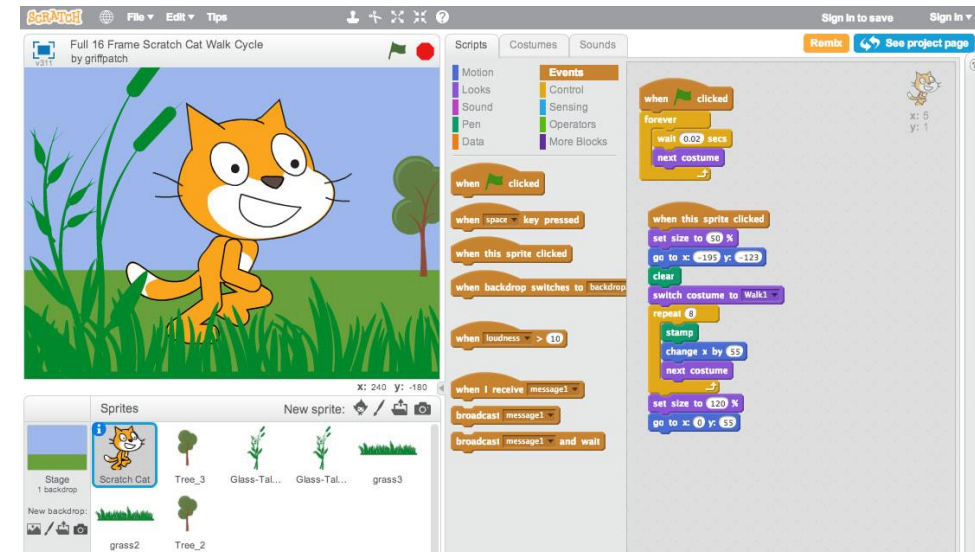 SCRATCH File Edit Tips Sign in to save Sign in
v211
Full 16 Frame Scratch Cat Walk Cycle
by griffpatch
Scripts Costumes Sounds
Remix See project page
Motion Events
Looks Control
Sound Sensing
Pen Operators
Data More Blocks
when clicked
when space key pressed
when this sprite clicked
when backdrop switches to backdrop
when loudness > 10
when I receive message1
broadcast message1
broadcast message1 and wait
x: 5
y: 1
when clicked
forever
wait 0.02 secs
next costume
when this sprite clicked
set size to 50 %
go to x: -195 y: -123
clear
switch costume to Walk1
repeat 8
stamp
change x by 55
next costume
set size to 120 %
go to x: 0 y: 55
x: 240 y: -180
Sprites New sprite:
Stage
1 backdrop
New backdrop:
Scratch Cat Tree_3 Glass-Tal... Glass-Tal... grass3
grass2 Tree_2